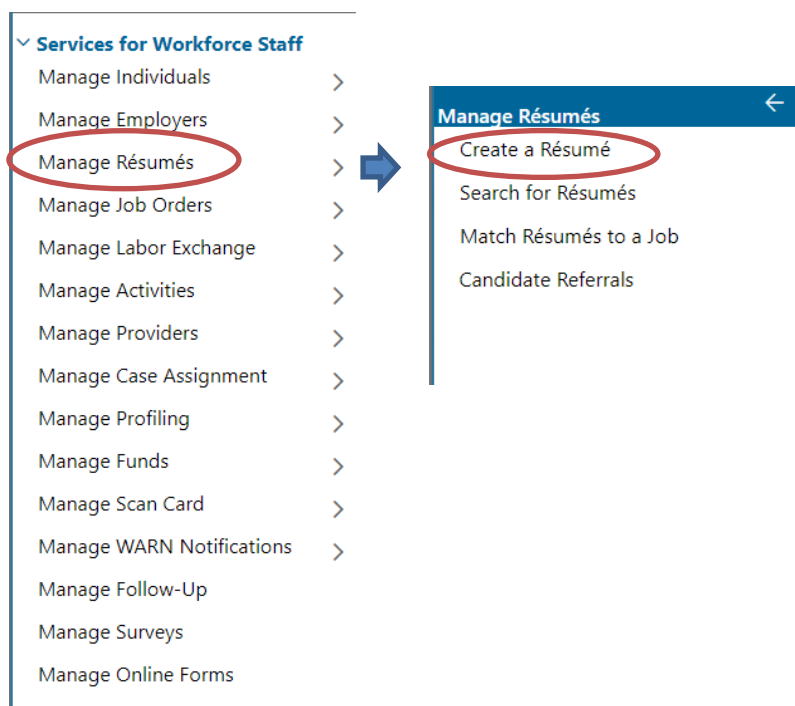 Services for Workforce Staff
Manage Individuals
Manage Employers
Manage Résumés
Manage Job Orders
Manage Labor Exchange
Manage Activities
Manage Providers
Manage Case Assignment
Manage Profiling
Manage Funds
Manage Scan Card
Manage WARN Notifications
Manage Follow-Up
Manage Surveys
Manage Online Forms
Manage Résumés
Create a Résumé
Search for Résumés
Match Résumés to a Job
Candidate Referrals